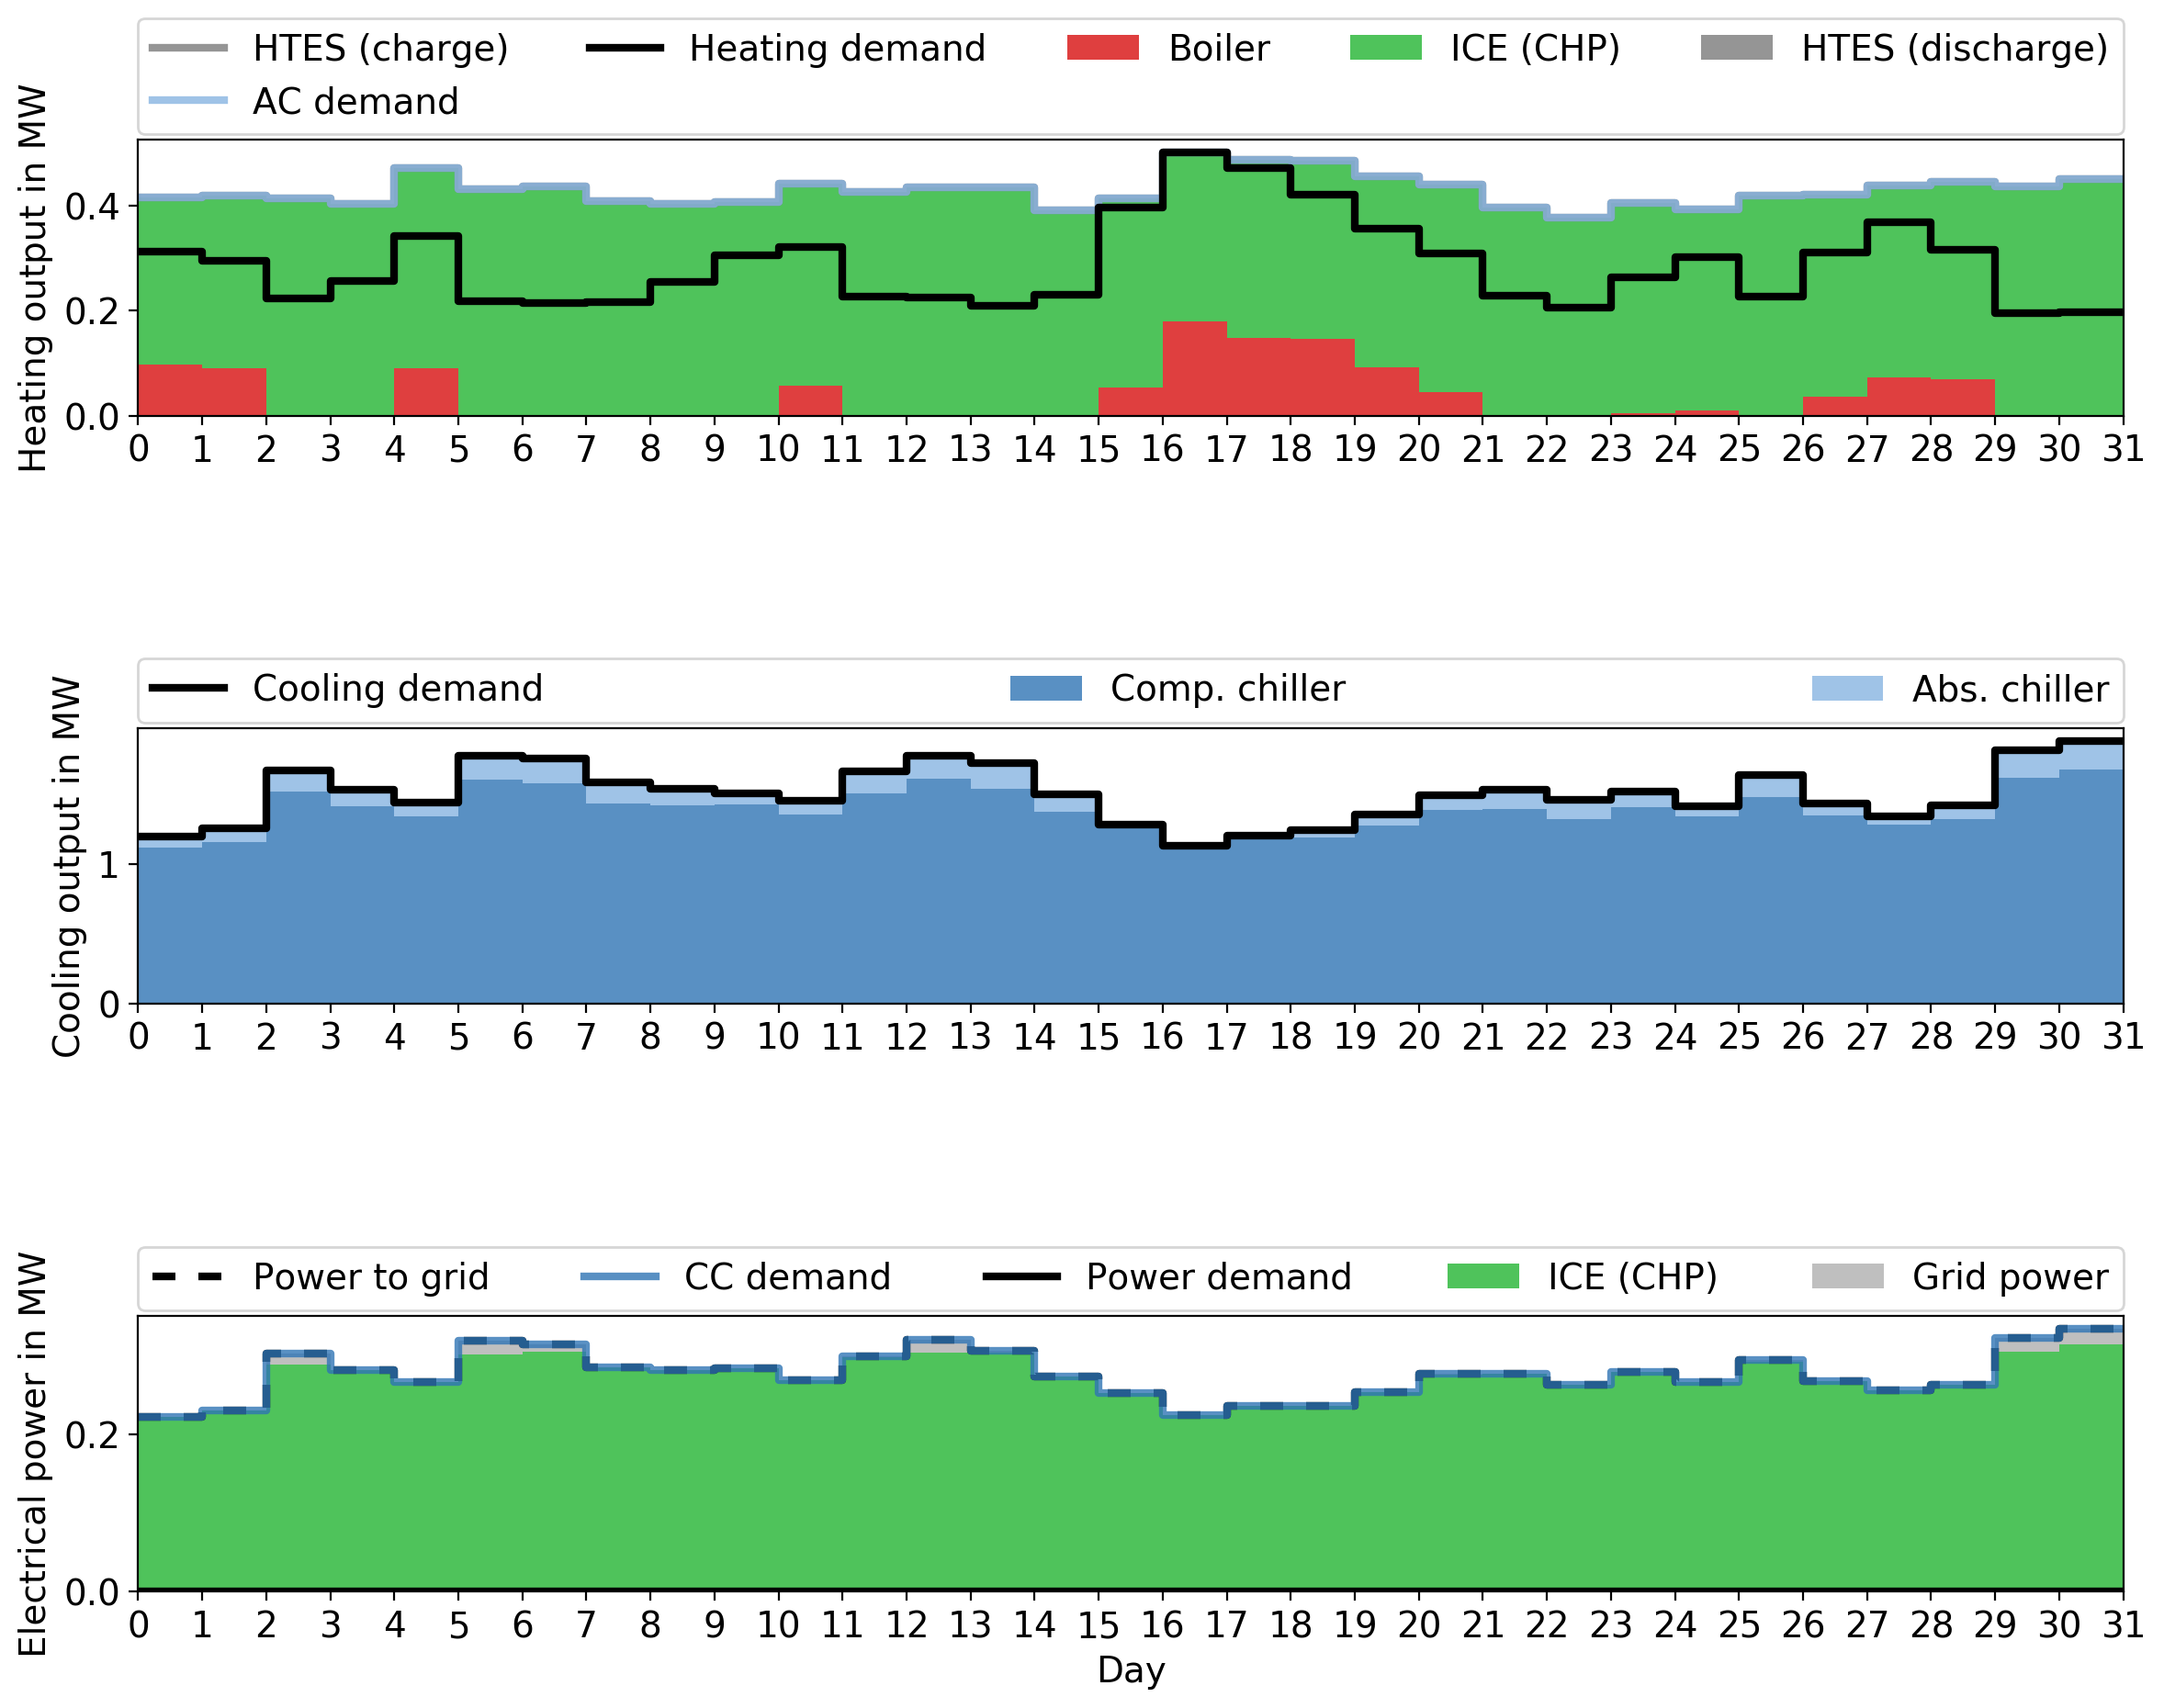 HTES (charge) Heating demand Boiler ICE (CHP) HTES (discharge)
AC demand
Heating output in MW
0.4
0.2
0.0
0 1 2 3 4 5 6 7 8 9 10 11 12 13 14 15 16 17 18 19 20 21 22 23 24 25 26 27 28 29 30 31
Cooling demand Comp. chiller Abs. chiller
Cooling output in MW
1
0
0 1 2 3 4 5 6 7 8 9 10 11 12 13 14 15 16 17 18 19 20 21 22 23 24 25 26 27 28 29 30 31
Power to grid CC demand Power demand ICE (CHP) Grid power
Electrical power in MW
0.2
0.0
0 1 2 3 4 5 6 7 8 9 10 11 12 13 14 15 16 17 18 19 20 21 22 23 24 25 26 27 28 29 30 31
Day